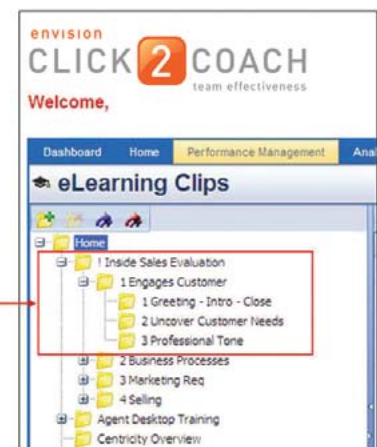 envision
CLICK 2 COACH
team effectiveness
Welcome,
Dashboard Home Performance Management
eLearning Clips
Home
! Inside Sales Evaluation
1 Engages Customer
1 Greeting - Intro - Close
2 Uncover Customer Needs
3 Professional Tone
2 Business Processes
3 Marketing Req
4 Selling
Agent Desktop Training
Centricity Overview